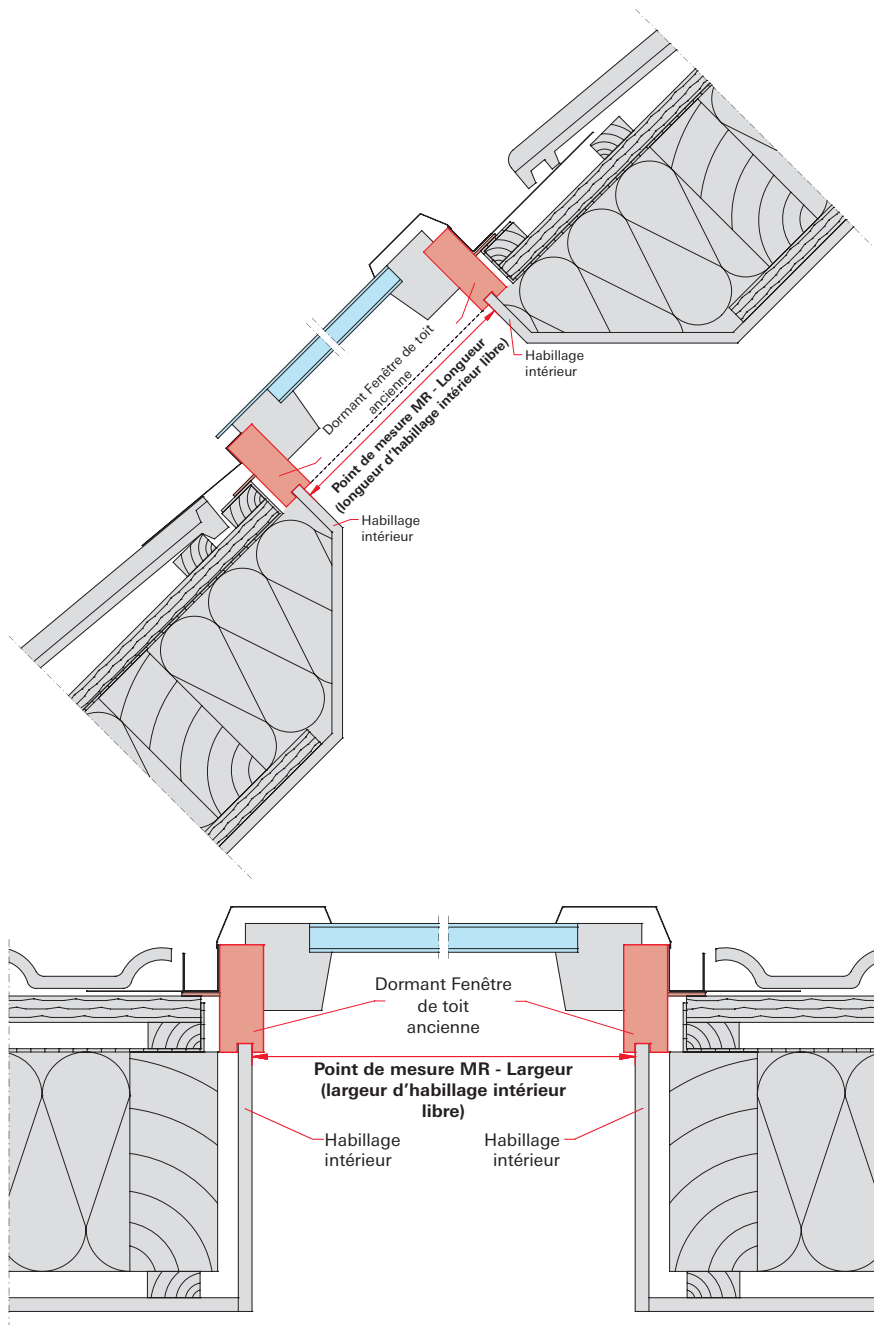 Dormant Fenêtre de toit
ancienne
Point de mesure MR - Longueur
(longueur d’habillage intérieur libre)
Habillage
intérieur
Habillage
intérieur
Dormant Fenêtre
de toit
ancienne
Point de mesure MR - Largeur
(largeur d’habillage intérieur
libre)
Habillage
intérieur
Habillage
intérieur